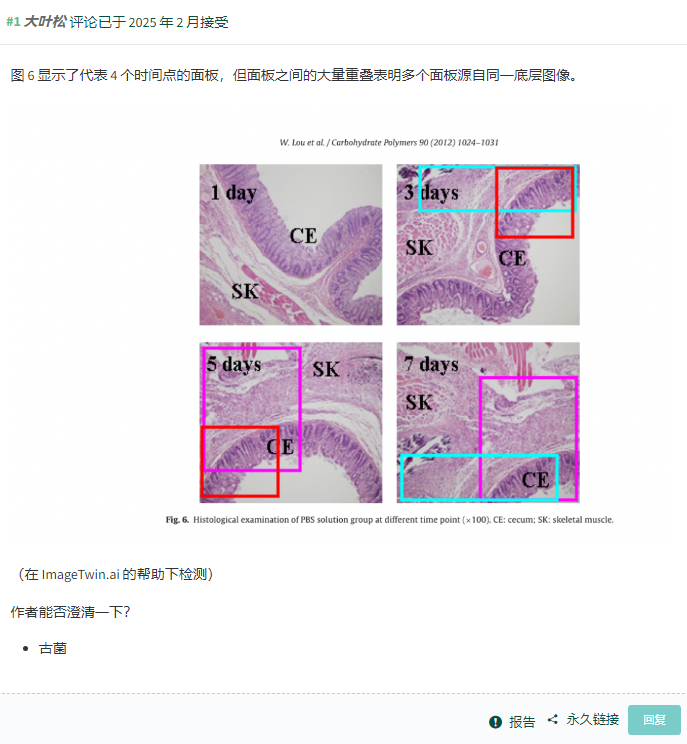 #1 大叶松 评论已于 2025 年 2 月接受
图 6 显示了代表 4 个时间点的面板，但面板之间的大量重叠表明多个面板源自同一底层图像。
W. Lou et al. / Carbohydrate Polymers 90 (2012) 1024–1031
1 day
CE
SK
3 days
SK
CE
5 days
SK
CE
7 days
SK
CE
Fig. 6. Histological examination of PBS solution group at different time point (×100). CE: cecum; SK: skeletal muscle.
（在 ImageTwin.ai 的帮助下检测）
作者能否澄清一下？
• 古菌
报告
永久链接
回复